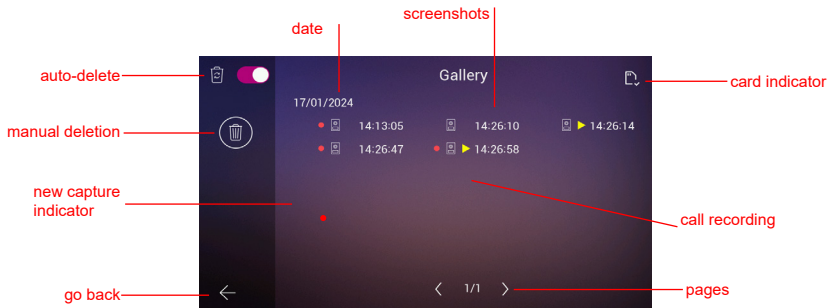 screenshots
date
auto-delete
Gallery
card indicator
17/01/2024
manual deletion
14:13:05
14:26:10
14:26:14
14:26:47
14:26:58
new capture
indicator
call recording
go back
1/1
pages